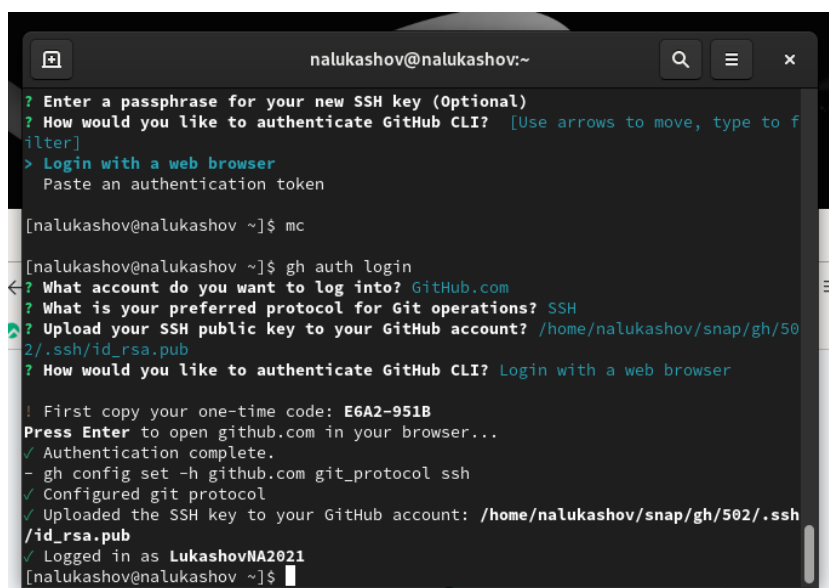 nalukashov@nalukashov:~
? Enter a passphrase for your new SSH key (Optional)
? How would you like to authenticate GitHub CLI?  [Use arrows to move, type to f
ilter]
> Login with a web browser
  Paste an authentication token
[nalukashov@nalukashov ~]$ mc
[nalukashov@nalukashov ~]$ gh auth login
? What account do you want to log into? GitHub.com
? What is your preferred protocol for Git operations? SSH
? Upload your SSH public key to your GitHub account? /home/nalukashov/snap/gh/50
2/.ssh/id_rsa.pub
? How would you like to authenticate GitHub CLI? Login with a web browser
! First copy your one-time code: E6A2-951B
Press Enter to open github.com in your browser...
✓ Authentication complete.
- gh config set -h github.com git_protocol ssh
✓ Configured git protocol
✓ Uploaded the SSH key to your GitHub account: /home/nalukashov/snap/gh/502/.ssh
/id_rsa.pub
✓ Logged in as LukashovNA2021
[nalukashov@nalukashov ~]$